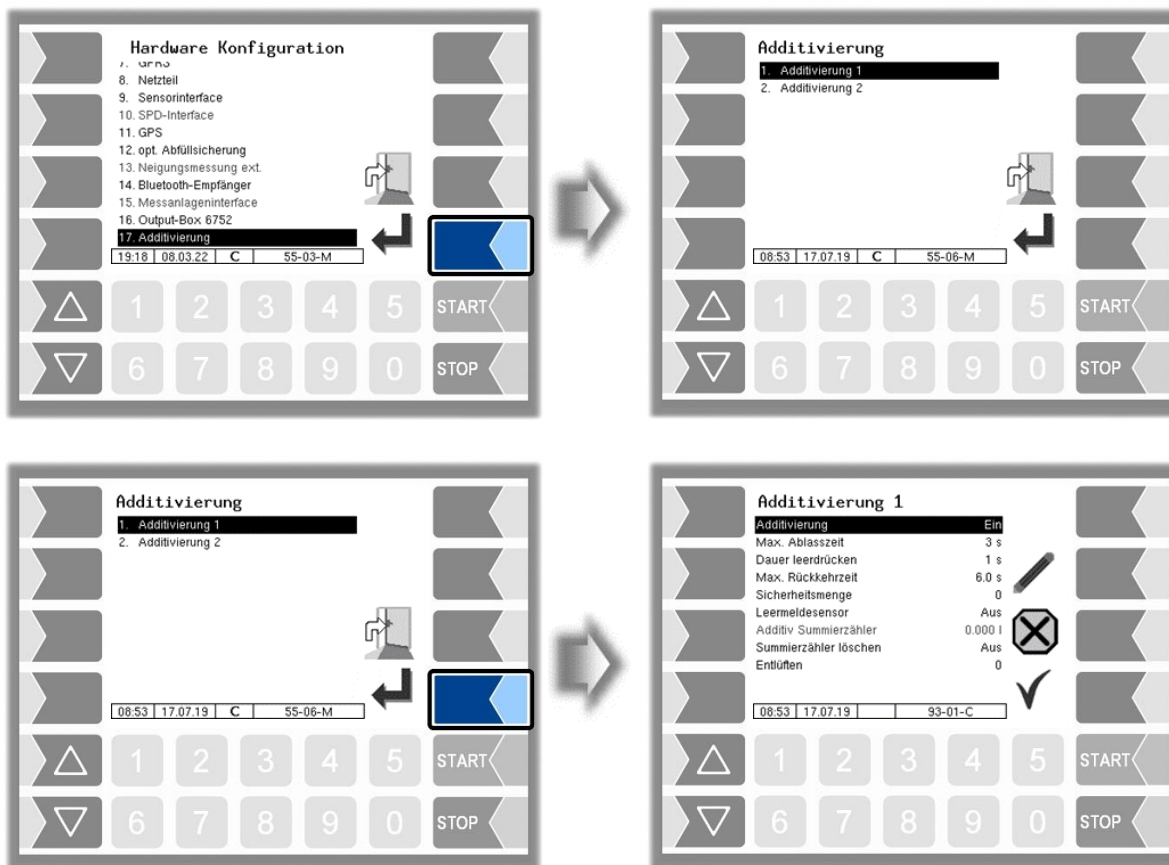 Hardware Konfiguration
7. GPRS
8. Netzteil
9. Sensorinterface
10. SPD-Interface
11. GPS
12. opt. Abfüllsicherung
13. Neigungsmessung ext.
14. Bluetooth-Empfänger
15. Messanlageninterface
16. Output-Box 6752
17. Additivierung
19:18 08.03.22 C 55-03-M
1 2 3 4 5 START
6 7 8 9 0 STOP
Additivierung
1. Additivierung 1
2. Additivierung 2
08:53 17.07.19 C 55-06-M
1 2 3 4 5 START
6 7 8 9 0 STOP
Additivierung
1. Additivierung 1
2. Additivierung 2
08:53 17.07.19 C 55-06-M
1 2 3 4 5 START
6 7 8 9 0 STOP
Additivierung 1
Additivierung Ein
Max. Ablasszeit 3 s
Dauer leerdrücken 1 s
Max. Rückkehrzeit 6.0 s
Sicherheitsmenge 0
Leermeldesensor Aus
Additiv Summierzähler 0.000 l
Summierzähler löschen Aus
Entlüften 0
08:53 17.07.19 93-01-C
1 2 3 4 5 START
6 7 8 9 0 STOP